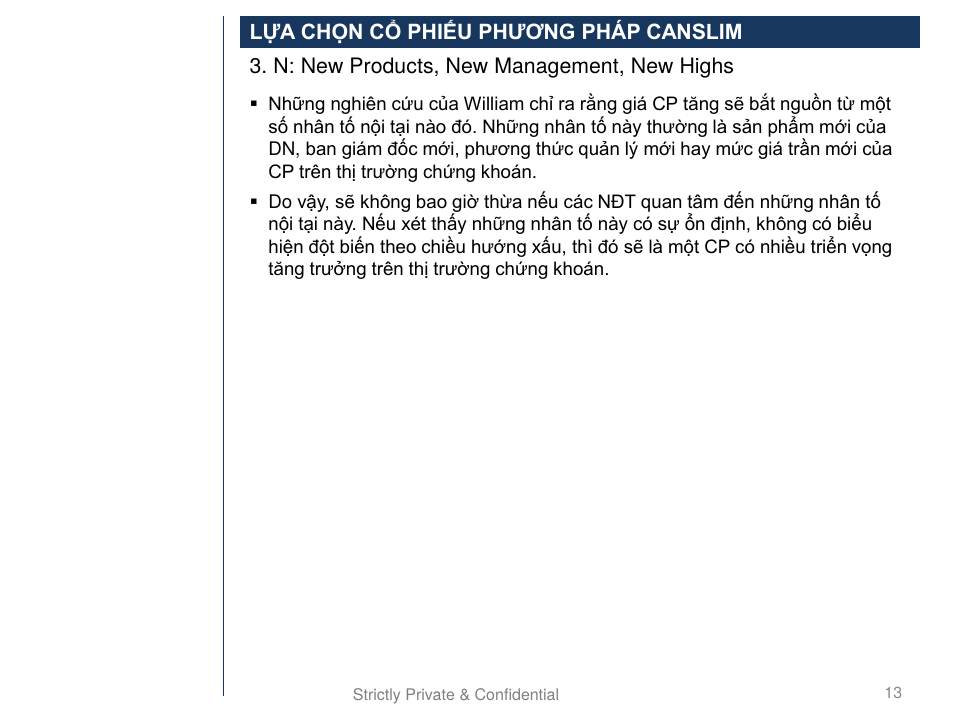 LỰA CHỌN CỔ PHIẾU PHƯƠNG PHÁP CANSLIM
3. N: New Products, New Management, New Highs
▪ Những nghiên cứu của William chỉ ra rằng giá CP tăng sẽ bắt nguồn từ một
số nhân tố nội tại nào đó. Những nhân tố này thường là sản phẩm mới của
DN, ban giám đốc mới, phương thức quản lý mới hay mức giá trần mới của
CP trên thị trường chứng khoán.
▪ Do vậy, sẽ không bao giờ thừa nếu các NĐT quan tâm đến những nhân tố
nội tại này. Nếu xét thấy những nhân tố này có sự ổn định, không có biểu
hiện đột biến theo chiều hướng xấu, thì đó sẽ là một CP có nhiều triển vọng
tăng trưởng trên thị trường chứng khoán.
Strictly Private & Confidential
13